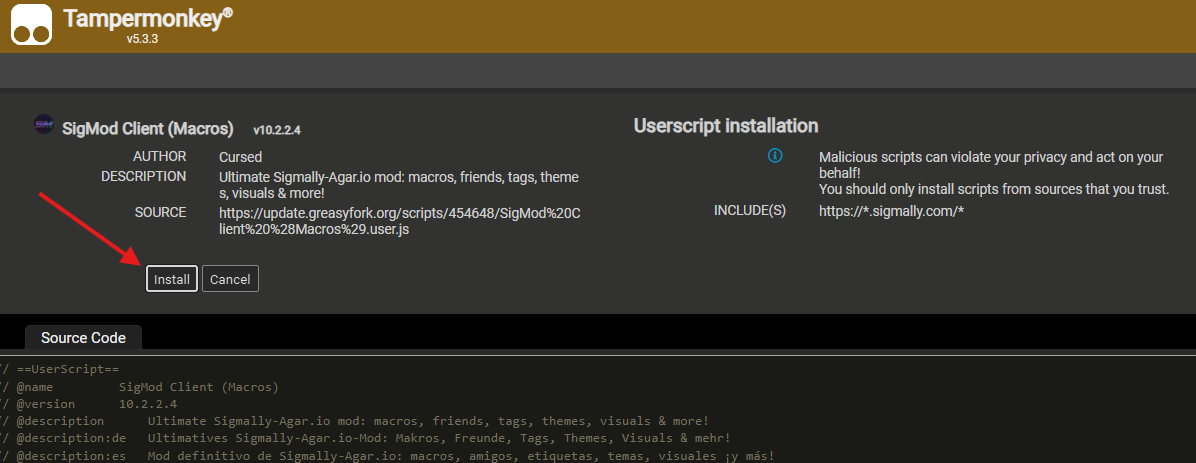 Tampermonkey®
v5.3.3
SM
SigMod Client (Macros) v10.2.2.4
AUTHOR Cursed
DESCRIPTION Ultimate Sigmally-Agar.io mod: macros, friends, tags, theme
s, visuals & more!
SOURCE https://update.greasyfork.org/scripts/454648/SigMod%20C
lient%20%28Macros%29.user.js
Install Cancel
Userscript installation
Malicious scripts can violate your privacy and act on your
behalf!
You should only install scripts from sources that you trust.
INCLUDE(S) https://*.sigmally.com/*
Source Code
// ==UserScript==
// @name SigMod Client (Macros)
// @version 10.2.2.4
// @description Ultimate Sigmally-Agar.io mod: macros, friends, tags, themes, visuals & more!
// @description:de Ultimatives Sigmally-Agar.io-Mod: Makros, Freunde, Tags, Themes, Visuals & mehr!
// @description:es Mod definitivo de Sigmally-Agar.io: macros, amigos, etiquetas, temas, visuales ¡y más!